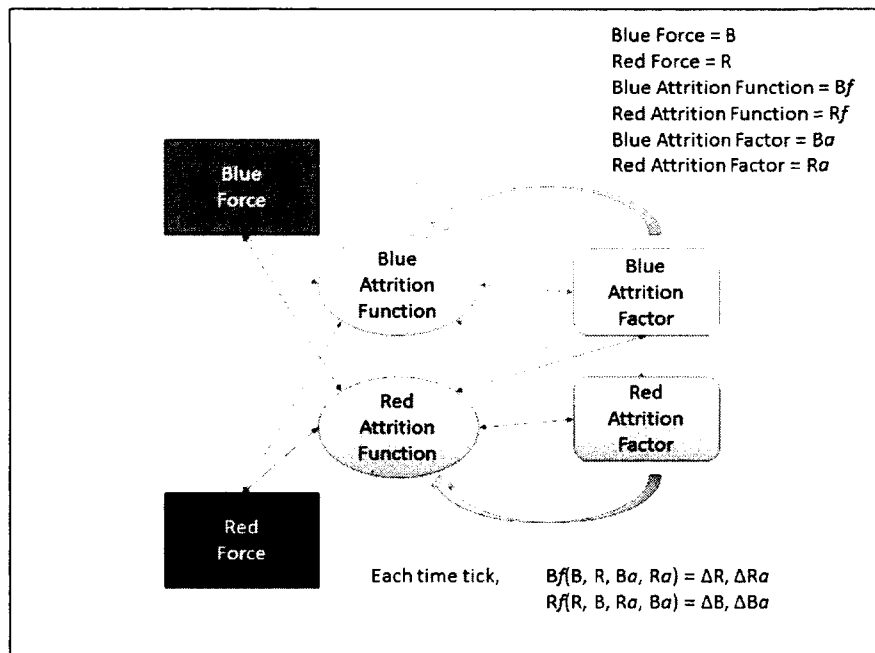 Blue Force = B
Red Force = R
Blue Attrition Function = Bf
Red Attrition Function = Rf
Blue Attrition Factor = Ba
Red Attrition Factor = Ra
Blue
Force
Blue
Attrition
Function
Blue
Attrition
Factor
Red
Attrition
Function
Red
Attrition
Factor
Red
Force
Each time tick, Bf(B, R, Ba, Ra) = ΔR, ΔRa
Rf(R, B, Ra, Ba) = ΔB, ΔBa